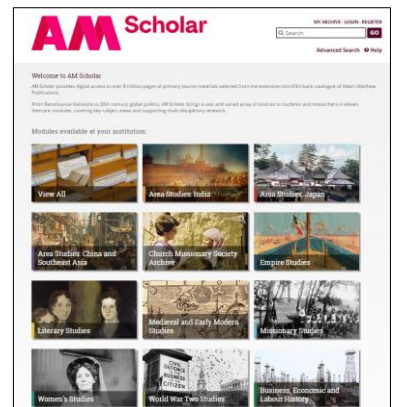 AM Scholar
MY ARCHIVE · LOGIN · REGISTER
Search GO
Advanced Search Help
Welcome to AM Scholar
AM Scholar provides digital access to over 9 million pages of primary source materials selected from the extensive microfilm back catalogue of Adam Matthew
Publications.
From Renaissance literature to 20th century global politics, AM Scholar brings a vast and varied array of sources to students and researchers in eleven
thematic modules, covering key subject areas and supporting multi-disciplinary research.
Modules available at your institution:
View All
Area Studies: India
Area Studies: Japan
Area Studies: China and
Southeast Asia
Church Missionary Society
Archive
Empire Studies
Literary Studies
Medieval and Early Modern
Studies
Missionary Studies
Women's Studies
CIVIL
DEFENCE
CITIZEN
World War Two Studies
Business, Economic and
Labour History